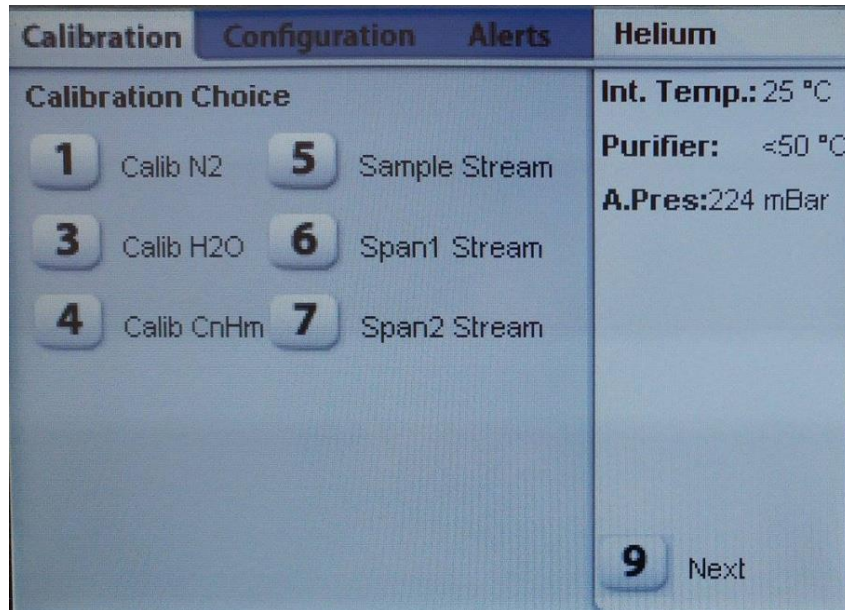 Calibration Configuration Alerts Helium
Calibration Choice
1 Calib N2 5 Sample Stream
3 Calib H2O 6 Span1 Stream
4 Calib CnHm 7 Span2 Stream
Int. Temp.: 25 °C
Purifier: <50 °C
A.Pres:224 mBar
9 Next